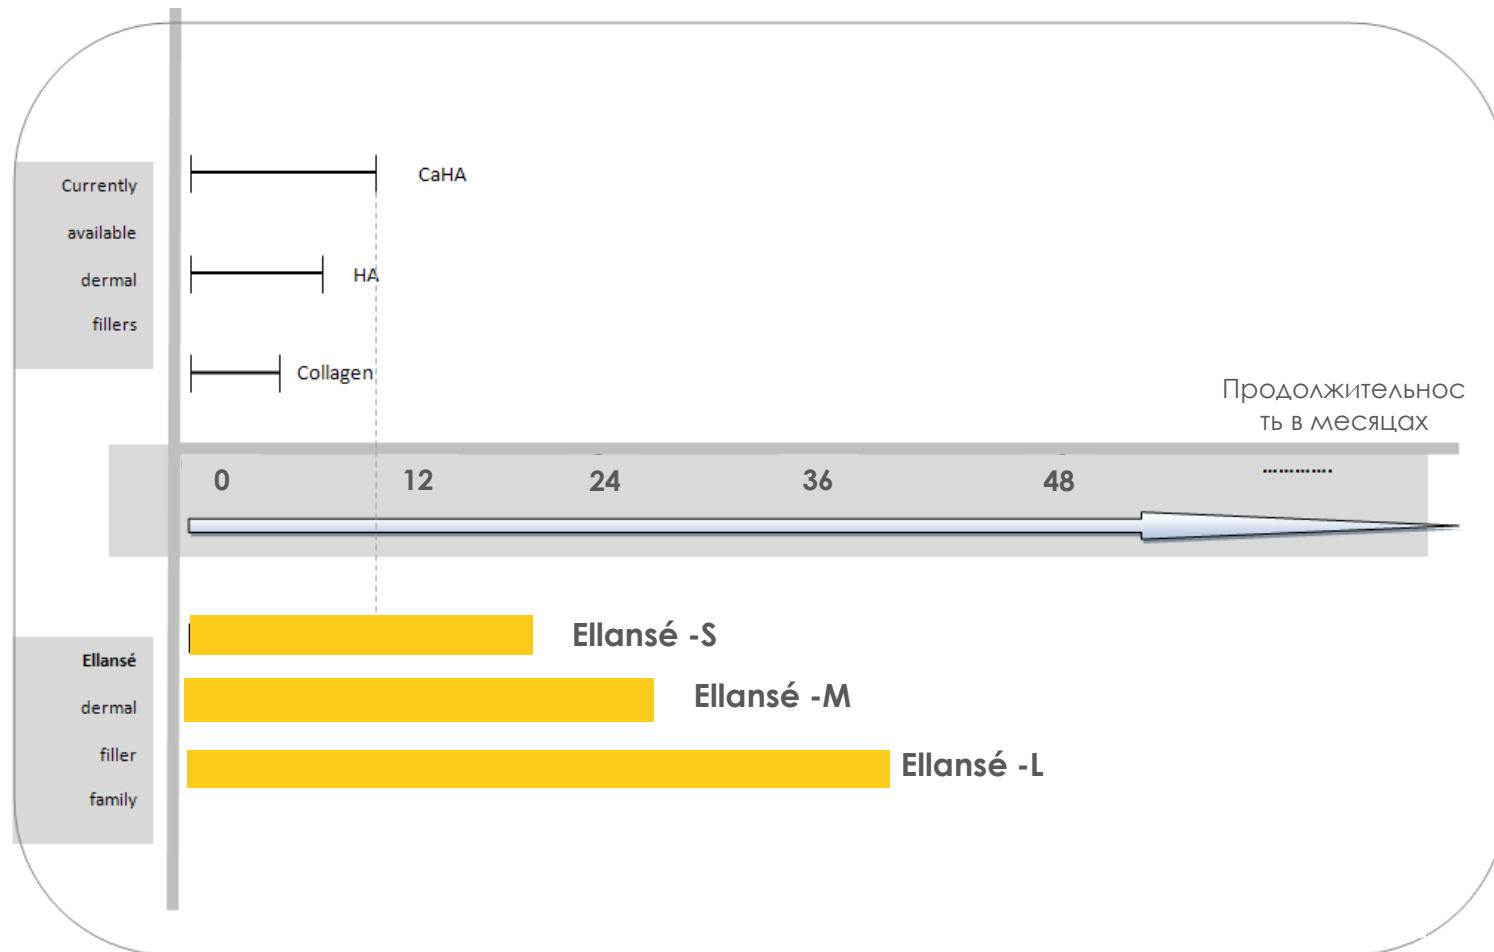 CaHA
Currently
available
HA
dermal
fillers
Collagen
Продолжительнос
ть в месяцах
0 12 24 36 48 ………….
Ellansé -S
Ellansé
dermal
Ellansé -M
filler
Ellansé -L
family